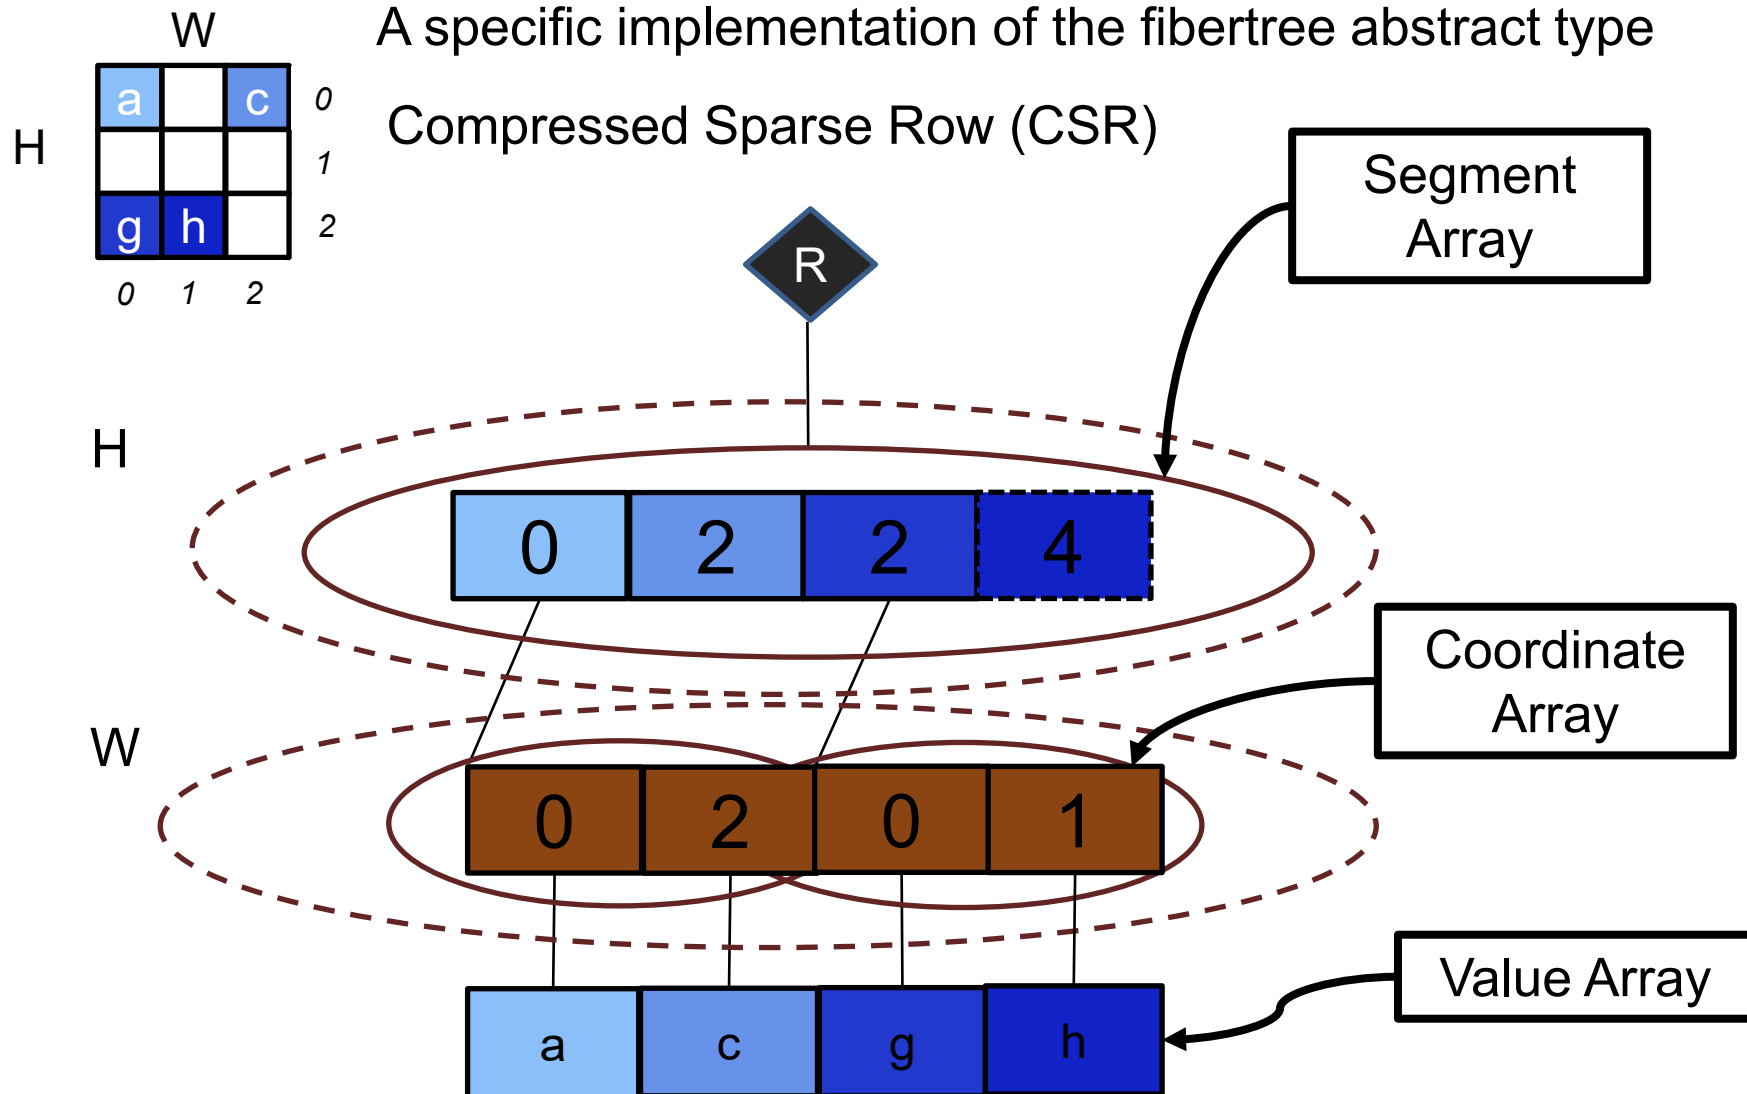 W
A specific implementation of the fibertree abstract type
H
a c 0
1
g h 2
0 1 2
Compressed Sparse Row (CSR)
Segment
Array
R
H
0 2 2 4
Coordinate
Array
W
0 2 0 1
Value Array
a c g h